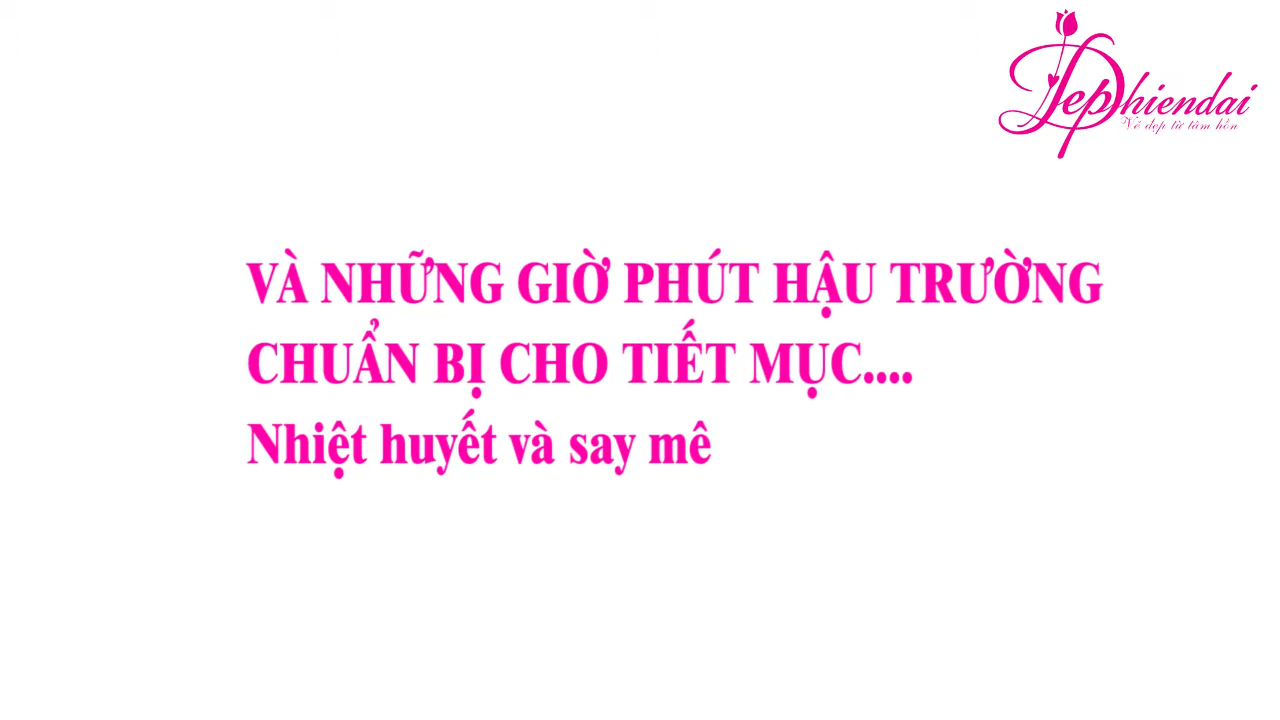 Dephiendai
Vẻ đẹp từ tâm hồn
VÀ NHỮNG GIỜ PHÚT HẬU TRƯỜNG
CHUẨN BỊ CHO TIẾT MỤC....
Nhiệt huyết và say mê